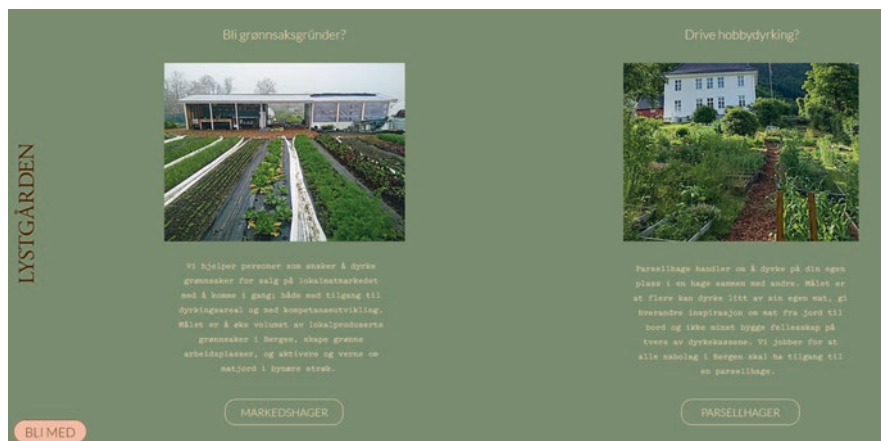 LYSTGÅRDEN
Bli grønnsaksgründer?
Vi hjelper personer som ønsker å dyrke
grønnsaker for salg på lokalmatmarkedet
med å komme i gang; både med tilgang til
dyrkingsareal og med kompetanseutvikling.
Målet er å øke volumet av lokalproduserte
grønnsaker i Bergen, skape grønne
arbeidsplasser, og aktivere og verne om
matjord i bynære strøk.
MARKEDSHAGER
Drive hobbydyrking?
Parsellhage handler om å dyrke på din egen
plass i en hage sammen med andre. Målet er
at flere kan dyrke litt av sin egen mat, gi
hverandre inspirasjon om mat fra jord til
bord og ikke minst bygge fellesskap på
tvers av dyrkekassene. Vi jobber for at
alle nabolag i Bergen skal ha tilgang til
en parsellhage.
PARSELLHAGER
BLI MED